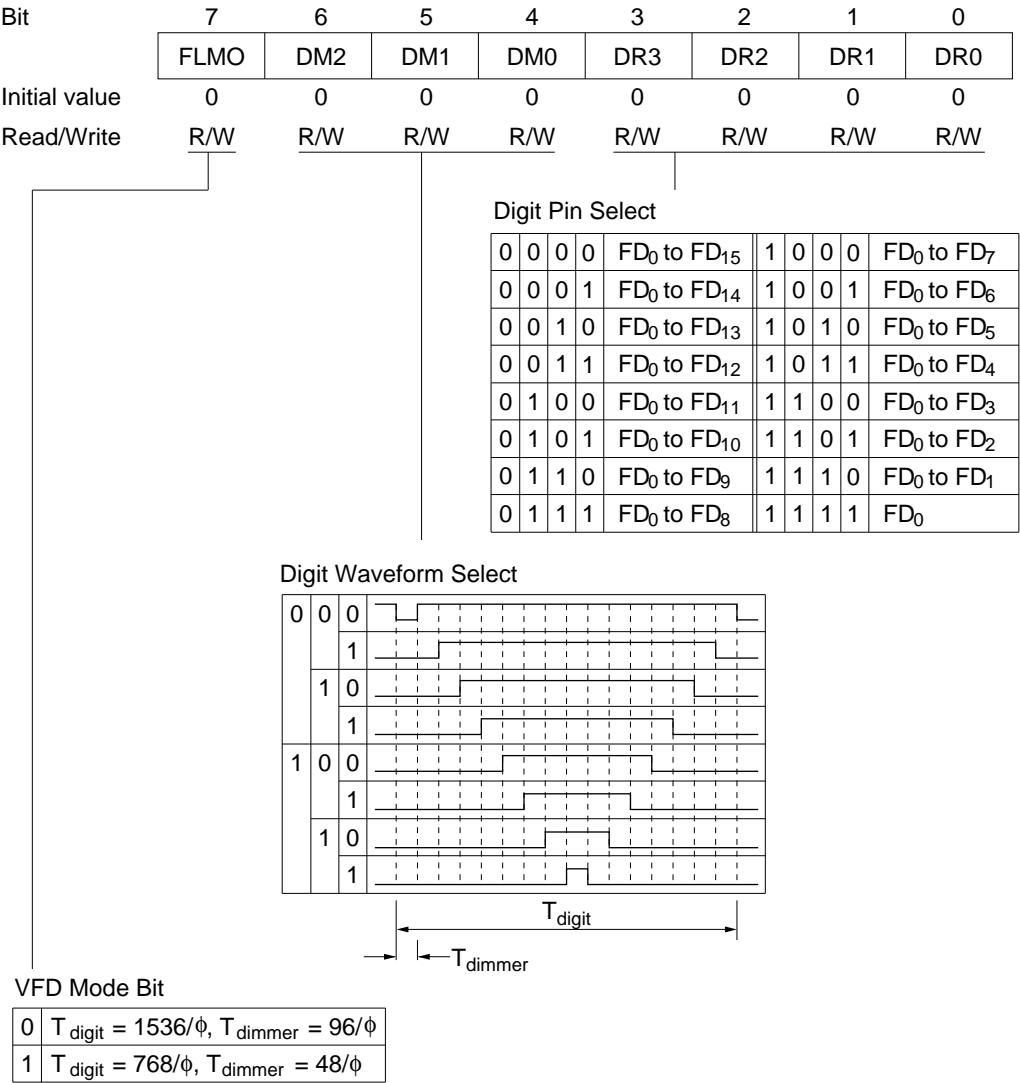 Bit 7 6 5 4 3 2 1 0
FLMO DM2 DM1 DM0 DR3 DR2 DR1 DR0
Initial value 0 0 0 0 0 0 0 0
Read/Write R/W R/W R/W R/W R/W R/W R/W R/W
Digit Pin Select
0 0 0 0 FD0 to FD15 1 0 0 0 FD0 to FD7
0 0 0 1 FD0 to FD14 1 0 0 1 FD0 to FD6
0 0 1 0 FD0 to FD13 1 0 1 0 FD0 to FD5
0 0 1 1 FD0 to FD12 1 0 1 1 FD0 to FD4
0 1 0 0 FD0 to FD11 1 1 0 0 FD0 to FD3
0 1 0 1 FD0 to FD10 1 1 0 1 FD0 to FD2
0 1 1 0 FD0 to FD9 1 1 1 0 FD0 to FD1
0 1 1 1 FD0 to FD8 1 1 1 1 FD0
Digit Waveform Select
0 0 0
1
1 0
1
1 0 0
1
1 0
1
Tdigit
Tdimmer
VFD Mode Bit
0 T digit = 1536/ϕ, T dimmer = 96/ϕ
1 T digit = 768/ϕ, T dimmer = 48/ϕ